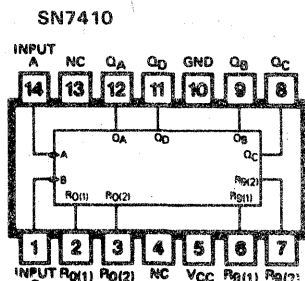 SN7410
INPUT
A NC QA QD GND QB QC
14 13 12 11 10 9 8
QA QD QB
A QC
B R9(2)
R0(1) R0(2) R9(1)
1 2 3 4 5 6 7
INPUT R0(1) R0(2) NC VCC R9(1) R9(2)